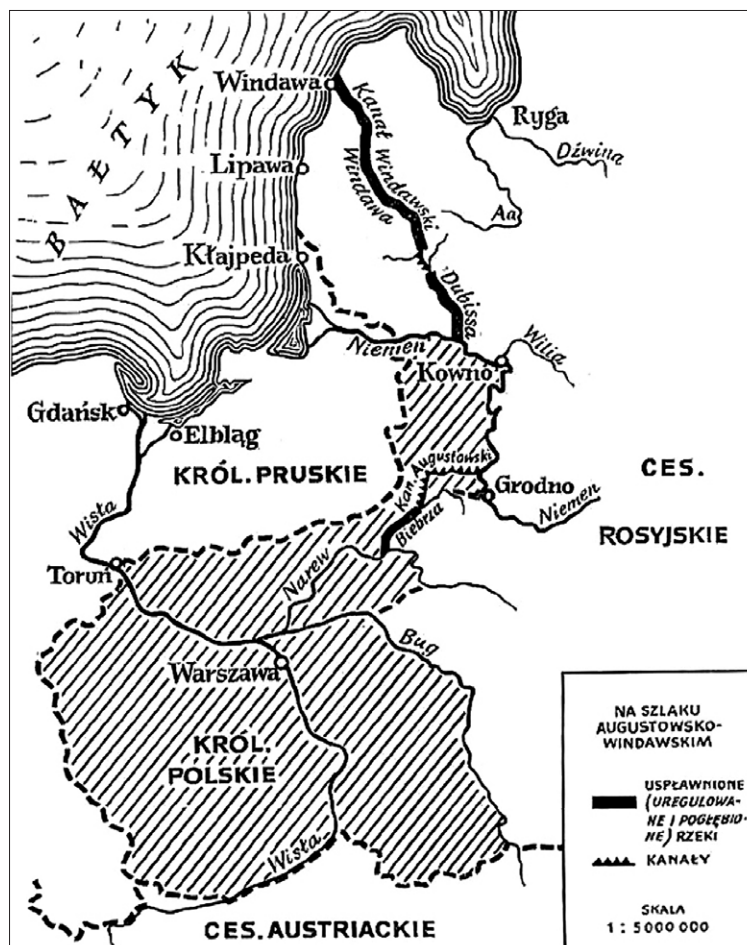 BAŁTYK
Windawa
Kanał Windawski
Windawa
Ryga
Dźwina
Lipawa
Aa
Kłajpeda
Dubissa
Niemen
Wilia
Kowno
Gdańsk
Elbląg
KRÓL. PRUSKIE
Kan. Augustowski
CES.
ROSYJSKIE
Grodno
Niemen
Wisła
Biebrza
Toruń
Narew
Bug
Warszawa
KRÓL.
POLSKIE
Wisła
CES. AUSTRIACKIE
NA SZLAKU
AUGUSTOWSKO-
WINDAWSKIM
USPŁAWNIONE
(UREGULOWA-
NE I POGŁĘBIO-
NE) RZEKI
KANAŁY
SKALA
1 : 5000 000